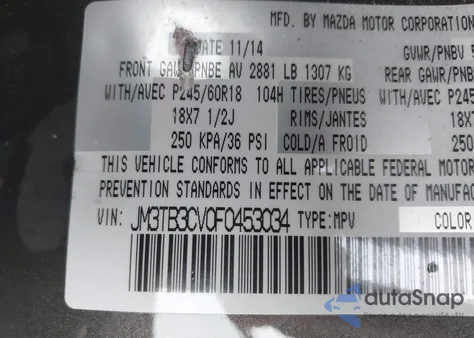 MFD. BY MAZDA MOTOR CORPORATION
DATE 11/14
GVWR/PNBV 5
FRONT GAWR/PNBE AV 2881 LB 1307 KG
REAR GAWR/PNB
WITH/AVEC P245/60R18 104H TIRES/PNEUS
WITH/AVEC P245
18X7 1/2J RIMS/JANTES
18X7
250 KPA/36 PSI COLD/A FROID
250
THIS VEHICLE CONFORMS TO ALL APPLICABLE FEDERAL MOTOR
PREVENTION STANDARDS IN EFFECT ON THE DATE OF MANUFAC
VIN: JM3TB3CV0F0453034 TYPE:MPV
COLOR
autoSnap